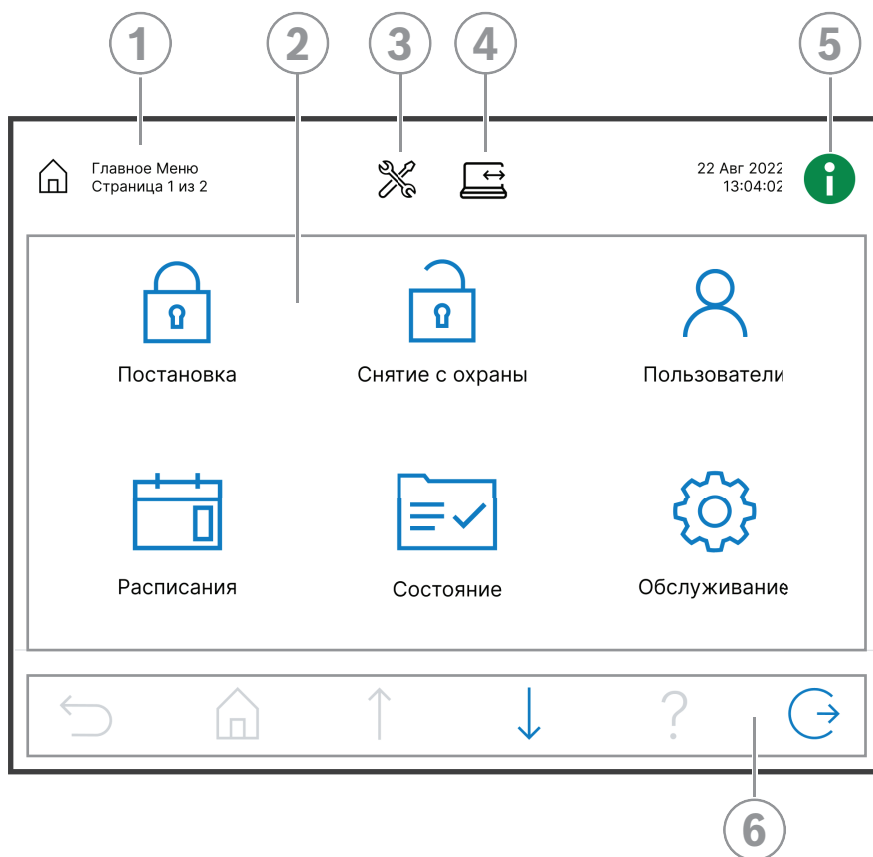 1 2 3 4 5
Главное Меню
Страница 1 из 2
22 Авг 2022
13:04:02
i
Постановка Снятие с охраны Пользователи
Расписания Состояние Обслуживание
?
6